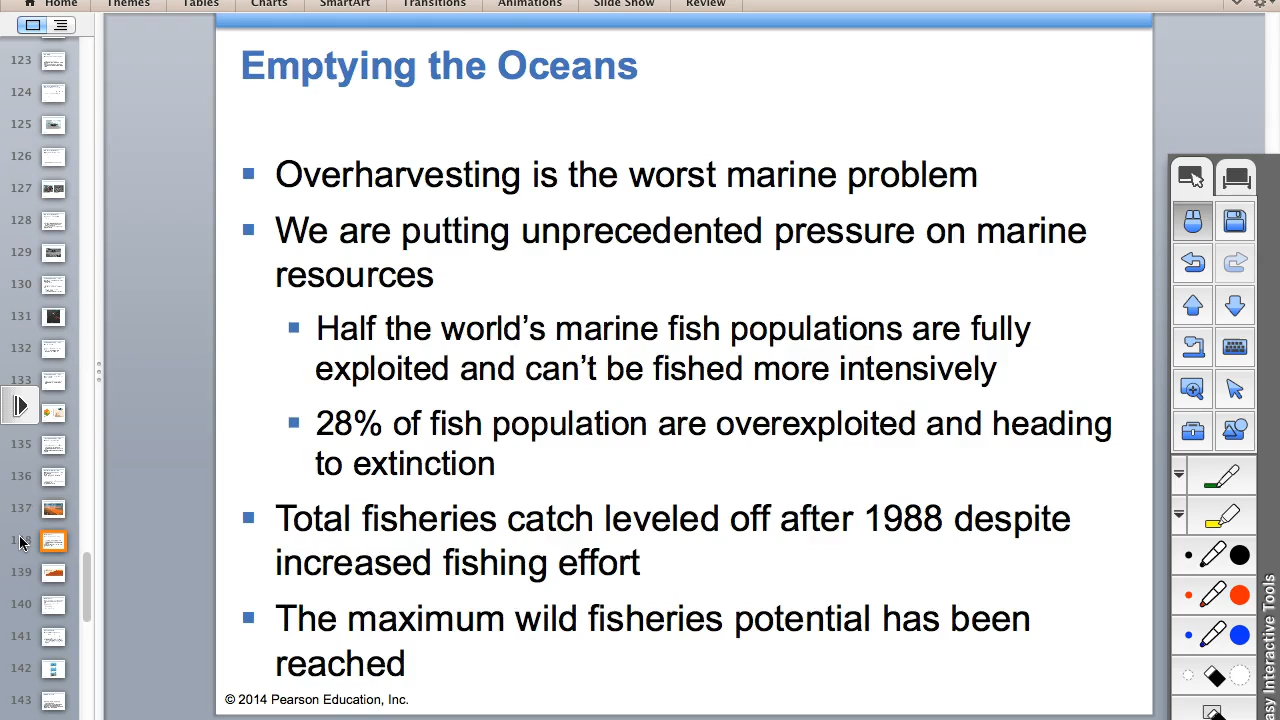 Home Themes Tables Charts SmartArt Transitions Animations Slide Show Review
Emptying the Oceans
Overharvesting is the worst marine problem
We are putting unprecedented pressure on marine
resources
Half the world’s marine fish populations are fully
exploited and can’t be fished more intensively
28% of fish population are overexploited and heading
to extinction
Total fisheries catch leveled off after 1988 despite
increased fishing effort
The maximum wild fisheries potential has been
reached
© 2014 Pearson Education, Inc.
123
124
125
126
127
128
129
130
131
132
133
135
136
137
139
140
141
142
143
Interactive Tools